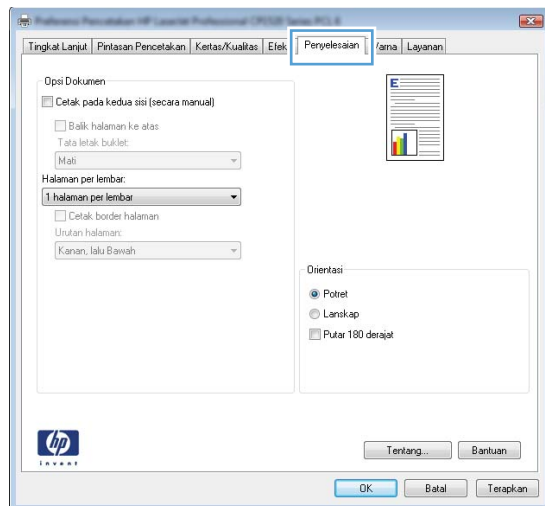 Tingkat Lanjut Pintasan Pencetakan Kertas/Kualitas Efek Penyelesaian Warna Layanan
Opsi Dokumen
Cetak pada kedua sisi (secara manual)
Balik halaman ke atas
Tata letak buklet:
Mati
Halaman per lembar:
1 halaman per lembar
Cetak border halaman
Urutan halaman:
Kanan, lalu Bawah
E
Orientasi
Potret
Lanskap
Putar 180 derajat
hp
invent
Tentang... Bantuan
OK Batal Terapkan